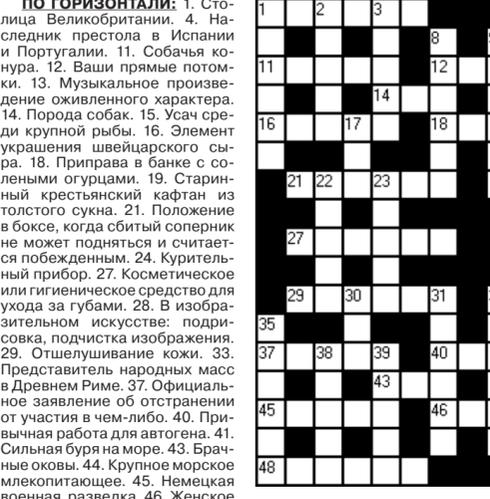 ПО ГОРИЗОНТАЛИ: 1. Сто-
лица Великобритании. 4. На-
следник престола в Испании
и Португалии. 11. Собачья ко-
нура. 12. Ваши прямые потом-
ки. 13. Музыкальное произве-
дение оживленного характера.
14. Порода собак. 15. Усач сре-
ди крупной рыбы. 16. Элемент
украшения швейцарского сы-
ра. 18. Приправа в банке с со-
леными огурцами. 19. Старин-
ный крестьянский кафтан из
толстого сукна. 21. Положение
в боксе, когда сбитый соперник
не может подняться и считает-
ся побежденным. 24. Куритель-
ный прибор. 27. Косметическое
или гигиеническое средство для
ухода за губами. 28. В изобра-
зительном искусстве: подри-
совка, подчистка изображения.
29. Отшелушивание кожи. 33.
Представитель народных масс
в Древнем Риме. 37. Официаль-
ное заявление об отстранении
от участия в чем-либо. 40. При-
вычная работа для автогена. 41.
Сильная буря на море. 43. Брач-
ные оковы. 44. Крупное морское
млекопитающее. 45. Немецкая
военная разведка. 46. Женское
1 2 3
8
11 12
14
16 17 18
21 22 23
27
29 30 31
35
37 38 39 40
43
45 46
48